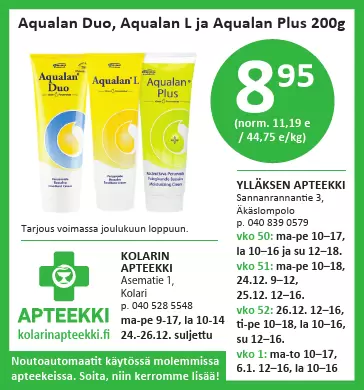 Aqualan Duo, Aqualan L ja Aqualan Plus 200g
Aqualan
Duo
Aqualan L
Aqualan
Plus
8 95
(norm. 11,19 e
/ 44,75 e/kg)
Tarjous voimassa joulukuun loppuun.
APTEEKKI
kolarinapteekki.fi
KOLARIN
APTEEKKI
Asematie 1,
Kolari
p. 040 528 5548
ma-pe 9-17, la 10-14
24.-26.12. suljettu
YLLÄKSEN APTEEKKI
Sannanrannantie 3,
Äkäslompolo
p. 040 839 0579
vko 50: ma-pe 10–17,
la 10–16 ja su 12–18.
vko 51: ma-pe 10–18,
24.12. 9–12,
25.12. 12–16.
vko 52: 26.12. 12–16,
ti-pe 10–18, la 10–16,
su 12–16.
vko 1: ma-to 10–17,
6.1. 12–16, la 10–16
Noutoautomaatit käytössä molemmissa
apteekeissa. Soita, niin kerromme lisää!